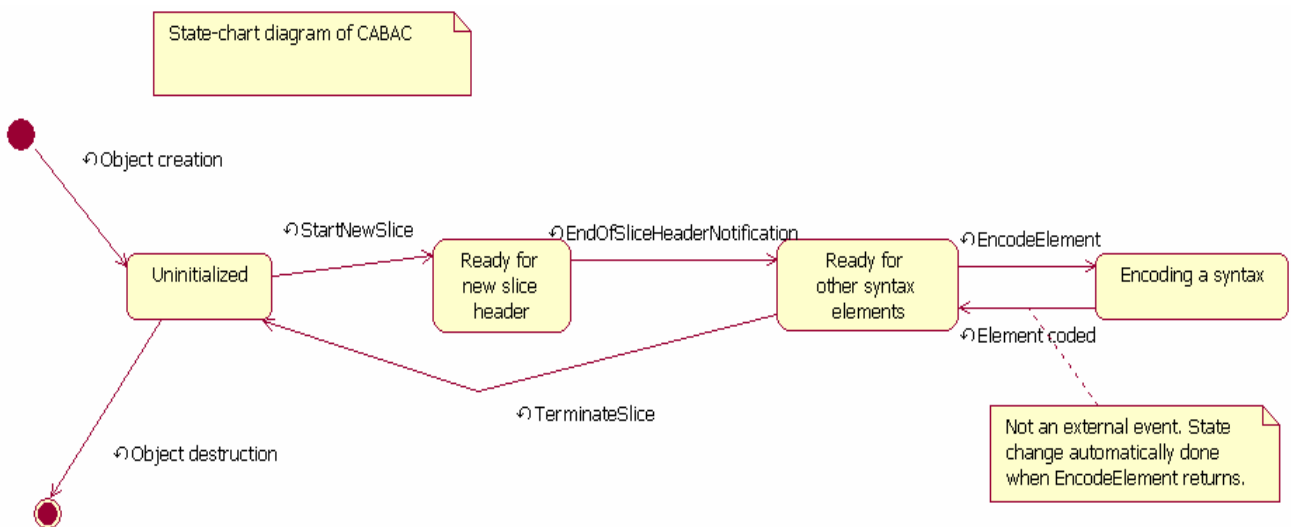 State-chart diagram of CABAC
Object creation
StartNewSlice
EndOfSliceHeaderNotification
EncodeElement
Uninitialized
Ready for
new slice
header
Ready for
other syntax
elements
Encoding a syntax
Element coded
TerminateSlice
Object destruction
Not an external event. State
change automatically done
when EncodeElement returns.